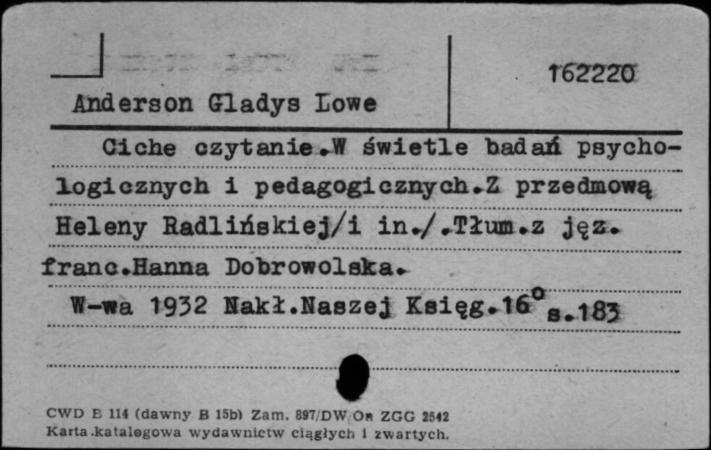 162220
Anderson Gladys Lowe
Ciche czytanie.W świetle badań psycho-
logicznych i pedagogicznych.Z przedmową
Heleny Radlińskiej/i in./.Tłum.z jęz.
franc.Hanna Dobrowolska.
W-wa 1932 Nakł.Naszej Księg.16° s.183
CWD B 114 (dawny B 15b) Zam. 897/DW/On ZGG 2542
Karta katalogowa wydawnictw ciągłych i zwartych.